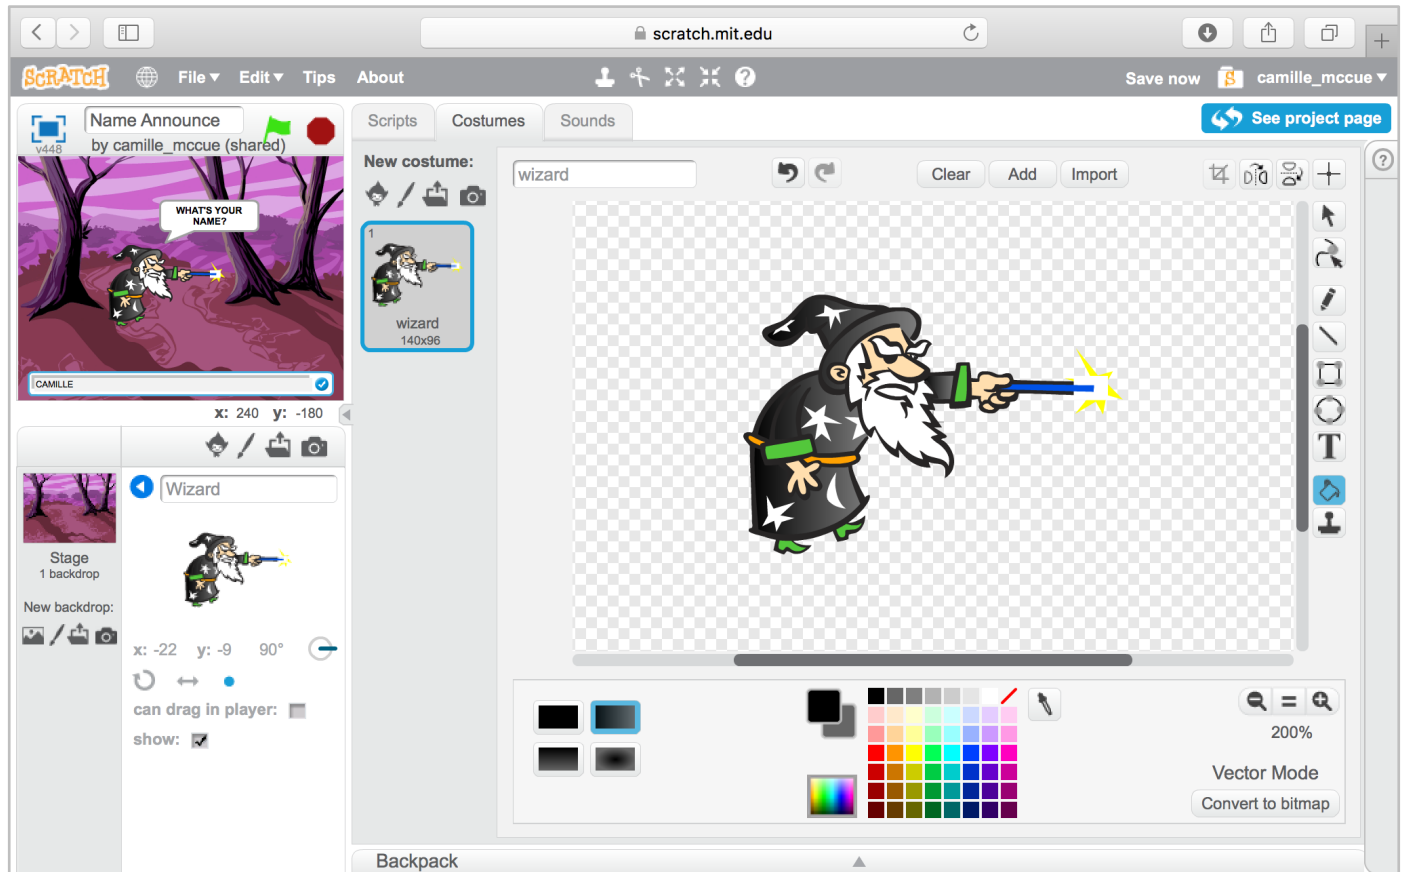 scratch.mit.edu
SCRATCH File Edit Tips About Save now S camille_mccue
Name Announce
by camille_mccue (shared)
v448
Scripts Costumes Sounds
See project page
New costume:
wizard
Clear Add Import
WHAT'S YOUR
NAME?
1
wizard
140x96
CAMILLE
x: 240 y: -180
T
Wizard
Stage
1 backdrop
New backdrop:
x: -22 y: -9 90°
can drag in player:
show:
200%
Vector Mode
Convert to bitmap
Backpack